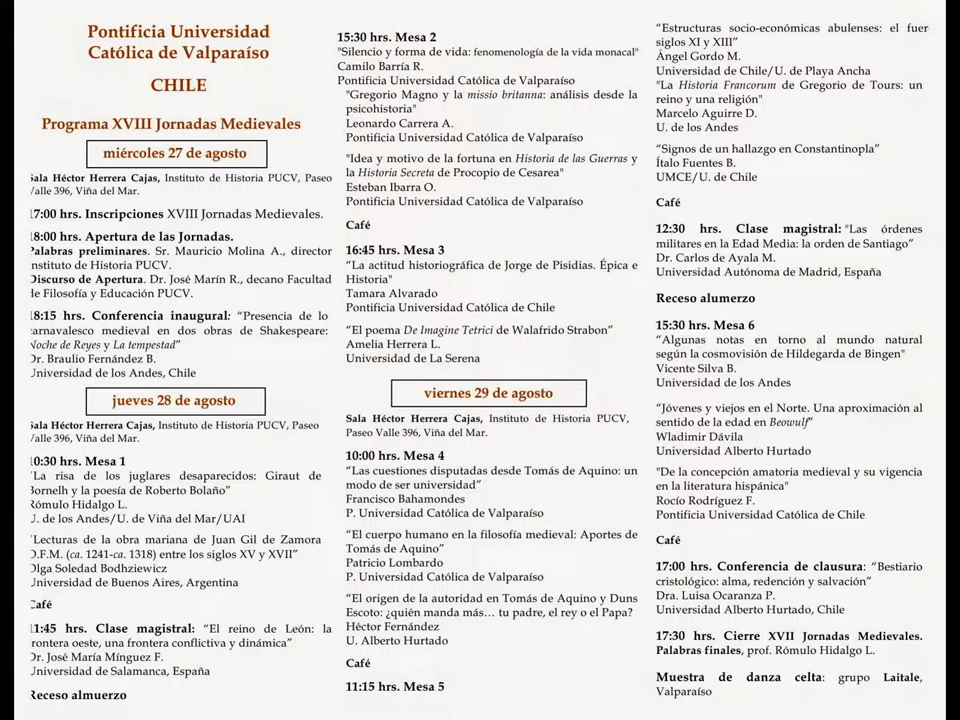 Pontificia Universidad
Católica de Valparaíso
CHILE
Programa XVIII Jornadas Medievales
miércoles 27 de agosto
Sala Héctor Herrera Cajas, Instituto de Historia PUCV, Paseo
Valle 396, Viña del Mar.
17:00 hrs. Inscripciones XVIII Jornadas Medievales.
18:00 hrs. Apertura de las Jornadas.
Palabras preliminares. Sr. Mauricio Molina A., director
Instituto de Historia PUCV.
Discurso de Apertura. Dr. José Marín R., decano Facultad
de Filosofía y Educación PUCV.
18:15 hrs. Conferencia inaugural: “Presencia de lo
carnavalesco medieval en dos obras de Shakespeare:
Noche de Reyes y La tempestad”
Dr. Braulio Fernández B.
Universidad de los Andes, Chile
jueves 28 de agosto
Sala Héctor Herrera Cajas, Instituto de Historia PUCV, Paseo
Valle 396, Viña del Mar.
10:30 hrs. Mesa 1
“La risa de los juglares desaparecidos: Giraut de
Bornelh y la poesía de Roberto Bolaño”
Rómulo Hidalgo L.
U. de los Andes/U. de Viña del Mar/UAI
“Lecturas de la obra mariana de Juan Gil de Zamora
O.F.M. (ca. 1241-ca. 1318) entre los siglos XV y XVII”
Olga Soledad Bodhziewicz
Universidad de Buenos Aires, Argentina
Café
11:45 hrs. Clase magistral: “El reino de León: la
frontera oeste, una frontera conflictiva y dinámica”
Dr. José María Mínguez F.
Universidad de Salamanca, España
Receso almuerzo
15:30 hrs. Mesa 2
"Silencio y forma de vida: fenomenología de la vida monacal"
Camilo Barría R.
Pontificia Universidad Católica de Valparaíso
"Gregorio Magno y la missio britanna: análisis desde la
psicohistoria"
Leonardo Carrera A.
Pontificia Universidad Católica de Valparaíso
"Idea y motivo de la fortuna en Historia de las Guerras y
la Historia Secreta de Procopio de Cesarea"
Esteban Ibarra O.
Pontificia Universidad Católica de Valparaíso
Café
16:45 hrs. Mesa 3
“La actitud historiográfica de Jorge de Pisidias. Épica e
Historia"
Tamara Alvarado
Pontificia Universidad Católica de Chile
“El poema De Imagine Tetrici de Walafrido Strabon”
Amelia Herrera L.
Universidad de La Serena
viernes 29 de agosto
Sala Héctor Herrera Cajas, Instituto de Historia PUCV,
Paseo Valle 396, Viña del Mar.
10:00 hrs. Mesa 4
“Las cuestiones disputadas desde Tomás de Aquino: un
modo de ser universidad”
Francisco Bahamondes
P. Universidad Católica de Valparaíso
“El cuerpo humano en la filosofía medieval: Aportes de
Tomás de Aquino”
Patricio Lombardo
P. Universidad Católica de Valparaíso
“El origen de la autoridad en Tomás de Aquino y Duns
Escoto: ¿quién manda más… tu padre, el rey o el Papa?
Héctor Fernández
U. Alberto Hurtado
Café
11:15 hrs. Mesa 5
“Estructuras socio-económicas abulenses: el fuer
siglos XI y XIII”
Ángel Gordo M.
Universidad de Chile/U. de Playa Ancha
"La Historia Francorum de Gregorio de Tours: un
reino y una religión"
Marcelo Aguirre D.
U. de los Andes
“Signos de un hallazgo en Constantinopla”
Ítalo Fuentes B.
UMCE/U. de Chile
Café
12:30 hrs. Clase magistral: "Las órdenes
militares en la Edad Media: la orden de Santiago”
Dr. Carlos de Ayala M.
Universidad Autónoma de Madrid, España
Receso alumerzo
15:30 hrs. Mesa 6
“Algunas notas en torno al mundo natural
según la cosmovisión de Hildegarda de Bingen"
Vicente Silva B.
Universidad de los Andes
“Jóvenes y viejos en el Norte. Una aproximación al
sentido de la edad en Beowulf”
Wladimir Dávila
Universidad Alberto Hurtado
"De la concepción amatoria medieval y su vigencia
en la literatura hispánica"
Rocío Rodríguez F.
Pontificia Universidad Católica de Chile
Café
17:00 hrs. Conferencia de clausura: “Bestiario
cristológico: alma, redención y salvación”
Dra. Luisa Ocaranza P.
Universidad Alberto Hurtado, Chile
17:30 hrs. Cierre XVII Jornadas Medievales.
Palabras finales, prof. Rómulo Hidalgo L.
Muestra de danza celta: grupo Laitale,
Valparaíso